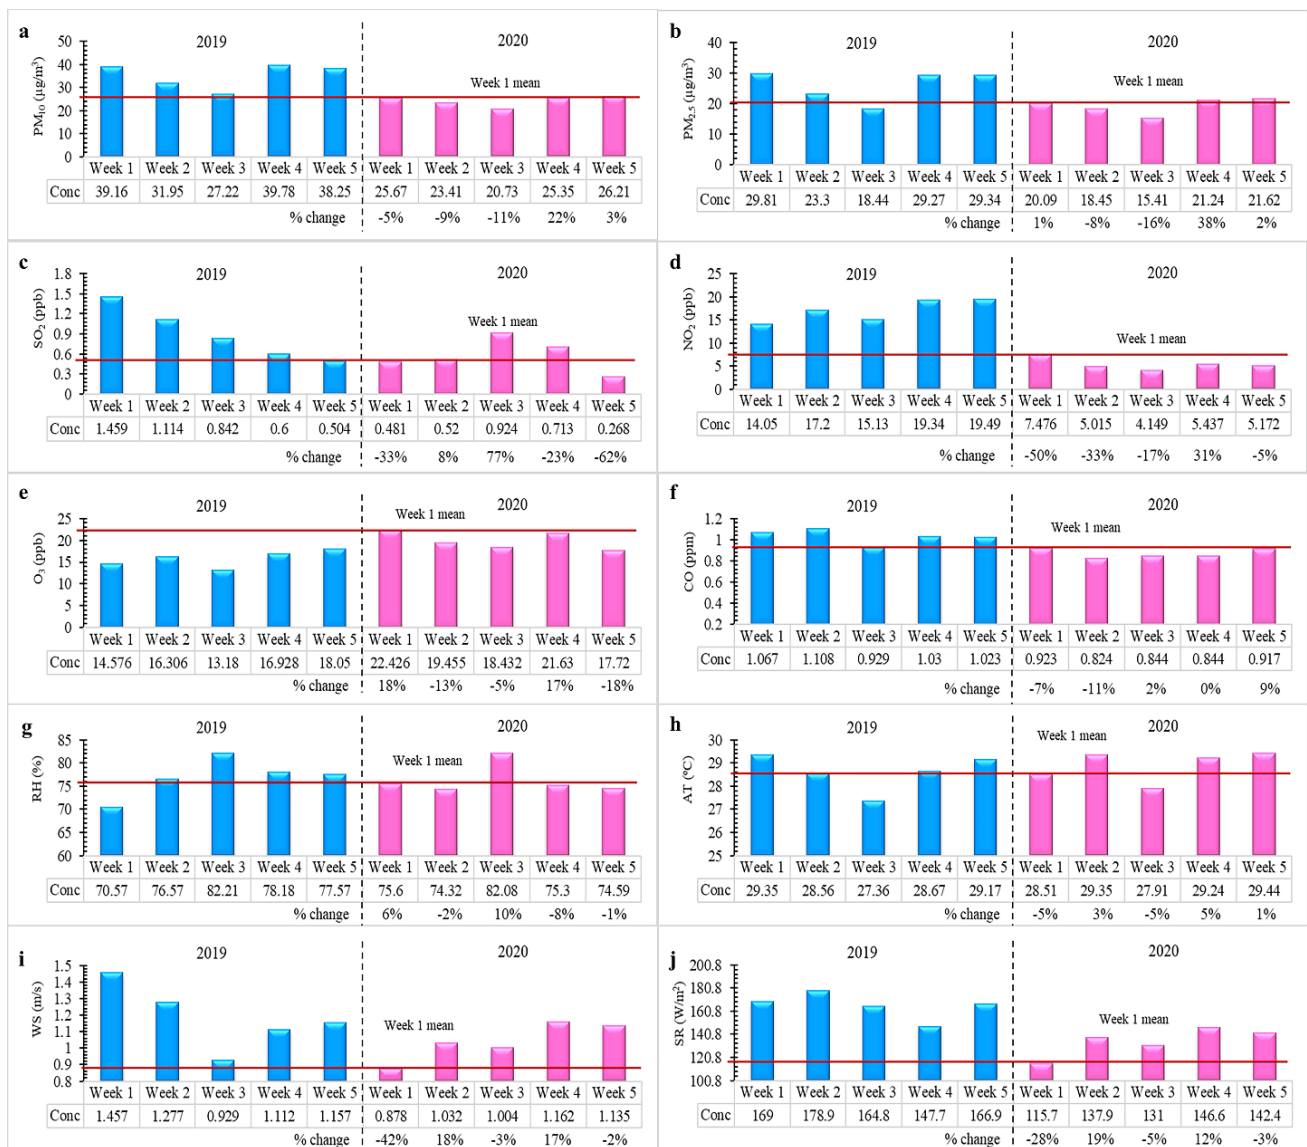 a
2019
2020
PM10 (µg/m³)
50
40
30
20
10
0
Week 1 mean
Week 1 Week 2 Week 3 Week 4 Week 5 Week 1 Week 2 Week 3 Week 4 Week 5
Conc 39.16 31.95 27.22 39.78 38.25 25.67 23.41 20.73 25.35 26.21
% change -5% -9% -11% 22% 3%
b
2019
2020
PM2.5 (µg/m³)
40
30
20
10
0
Week 1 mean
Week 1 Week 2 Week 3 Week 4 Week 5 Week 1 Week 2 Week 3 Week 4 Week 5
Conc 29.81 23.3 18.44 29.27 29.34 20.09 18.45 15.41 21.24 21.62
% change 1% -8% -16% 38% 2%
c
2019
2020
SO2 (ppb)
1.8
1.5
1.2
0.9
0.6
0.3
0
Week 1 mean
Week 1 Week 2 Week 3 Week 4 Week 5 Week 1 Week 2 Week 3 Week 4 Week 5
Conc 1.459 1.114 0.842 0.6 0.504 0.481 0.52 0.924 0.713 0.268
% change -33% 8% 77% -23% -62%
d
2019
2020
NO2 (ppb)
25
20
15
10
5
0
Week 1 mean
Week 1 Week 2 Week 3 Week 4 Week 5 Week 1 Week 2 Week 3 Week 4 Week 5
Conc 14.05 17.2 15.13 19.34 19.49 7.476 5.015 4.149 5.437 5.172
% change -50% -33% -17% 31% -5%
e
2019
2020
O3 (ppb)
25
20
15
10
5
0
Week 1 mean
Week 1 Week 2 Week 3 Week 4 Week 5 Week 1 Week 2 Week 3 Week 4 Week 5
Conc 14.576 16.306 13.18 16.928 18.05 22.426 19.455 18.432 21.63 17.72
% change 18% -13% -5% 17% -18%
f
2019
2020
CO (ppm)
1.2
1
0.8
0.6
0.4
0.2
Week 1 mean
Week 1 Week 2 Week 3 Week 4 Week 5 Week 1 Week 2 Week 3 Week 4 Week 5
Conc 1.067 1.108 0.929 1.03 1.023 0.923 0.824 0.844 0.844 0.917
% change -7% -11% 2% 0% 9%
g
2019
2020
RH (%)
85
80
75
70
65
60
Week 1 mean
Week 1 Week 2 Week 3 Week 4 Week 5 Week 1 Week 2 Week 3 Week 4 Week 5
Conc 70.57 76.57 82.21 78.18 77.57 75.6 74.32 82.08 75.3 74.59
% change 6% -2% 10% -8% -1%
h
2019
2020
AT (°C)
30
29
28
27
26
25
Week 1 mean
Week 1 Week 2 Week 3 Week 4 Week 5 Week 1 Week 2 Week 3 Week 4 Week 5
Conc 29.35 28.56 27.36 28.67 29.17 28.51 29.35 27.91 29.24 29.44
% change -5% 3% -5% 5% 1%
i
2019
2020
WS (m/s)
1.5
1.4
1.3
1.2
1.1
1
0.9
0.8
Week 1 mean
Week 1 Week 2 Week 3 Week 4 Week 5 Week 1 Week 2 Week 3 Week 4 Week 5
Conc 1.457 1.277 0.929 1.112 1.157 0.878 1.032 1.004 1.162 1.135
% change -42% 18% -3% 17% -2%
j
2019
2020
SR (W/m²)
200.8
180.8
160.8
140.8
120.8
100.8
Week 1 mean
Week 1 Week 2 Week 3 Week 4 Week 5 Week 1 Week 2 Week 3 Week 4 Week 5
Conc 169 178.9 164.8 147.7 166.9 115.7 137.9 131 146.6 142.4
% change -28% 19% -5% 12% -3%